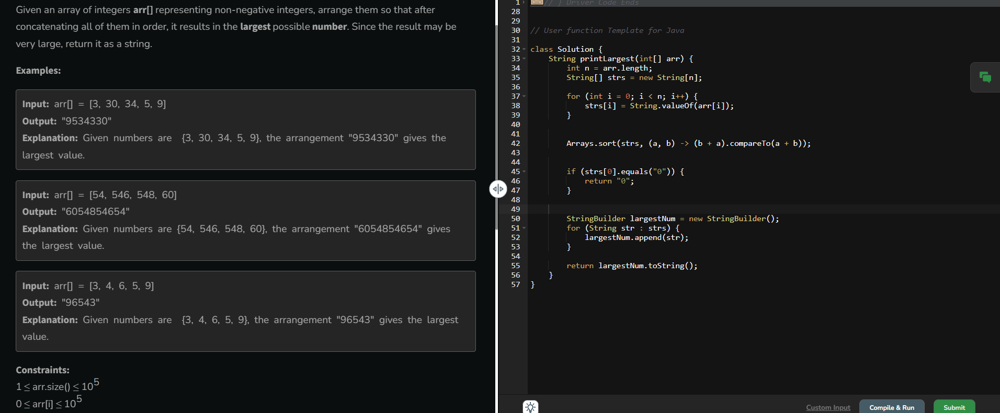 Given an array of integers arr[] representing non-negative integers, arrange them so that after
concatenating all of them in order, it results in the largest possible number. Since the result may be
very large, return it as a string.
Examples:
Input: arr[] = [3, 30, 34, 5, 9]
Output: "9534330"
Explanation: Given numbers are {3, 30, 34, 5, 9}, the arrangement "9534330" gives the
largest value.
Input: arr[] = [54, 546, 548, 60]
Output: "6054854654"
Explanation: Given numbers are {54, 546, 548, 60}, the arrangement "6054854654" gives
the largest value.
Input: arr[] = [3, 4, 6, 5, 9]
Output: "96543"
Explanation: Given numbers are {3, 4, 6, 5, 9}, the arrangement "96543" gives the largest
value.
Constraints:
1 ≤ arr.size() ≤ 10^5
0 ≤ arr[i] ≤ 10^5
1 // } Driver Code Ends
28
29
30 // User function Template for Java
31
32 class Solution {
33 String printLargest(int[] arr) {
34 int n = arr.length;
35 String[] strs = new String[n];
36
37 for (int i = 0; i < n; i++) {
38 strs[i] = String.valueOf(arr[i]);
39 }
40
41
42 Arrays.sort(strs, (a, b) -> (b + a).compareTo(a + b));
43
44
45 if (strs[0].equals("0")) {
46 return "0";
47 }
48
49
50 StringBuilder largestNum = new StringBuilder();
51 for (String str : strs) {
52 largestNum.append(str);
53 }
54
55 return largestNum.toString();
56 }
57 }
Custom Input Compile & Run Submit